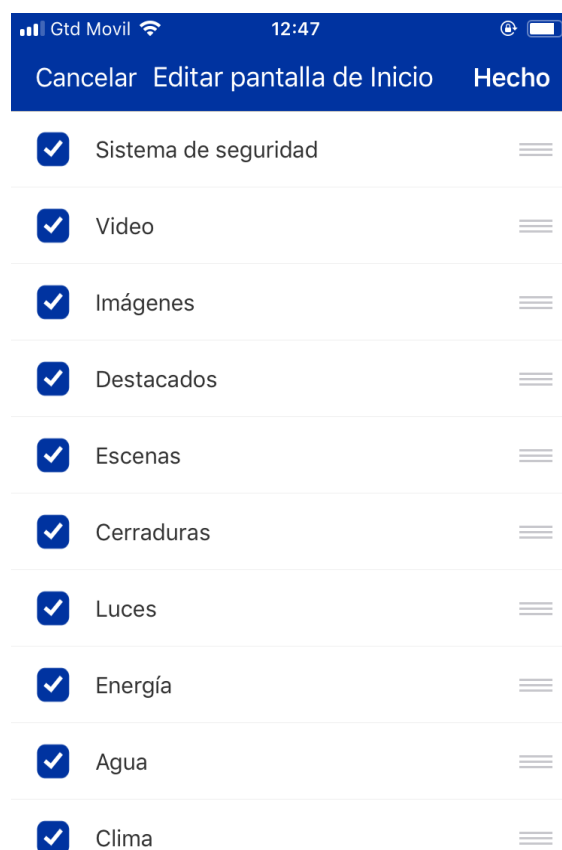 Gtd Movil 12:47
Cancelar Editar pantalla de Inicio Hecho
Sistema de seguridad
Video
Imágenes
Destacados
Escenas
Cerraduras
Luces
Energía
Agua
Clima